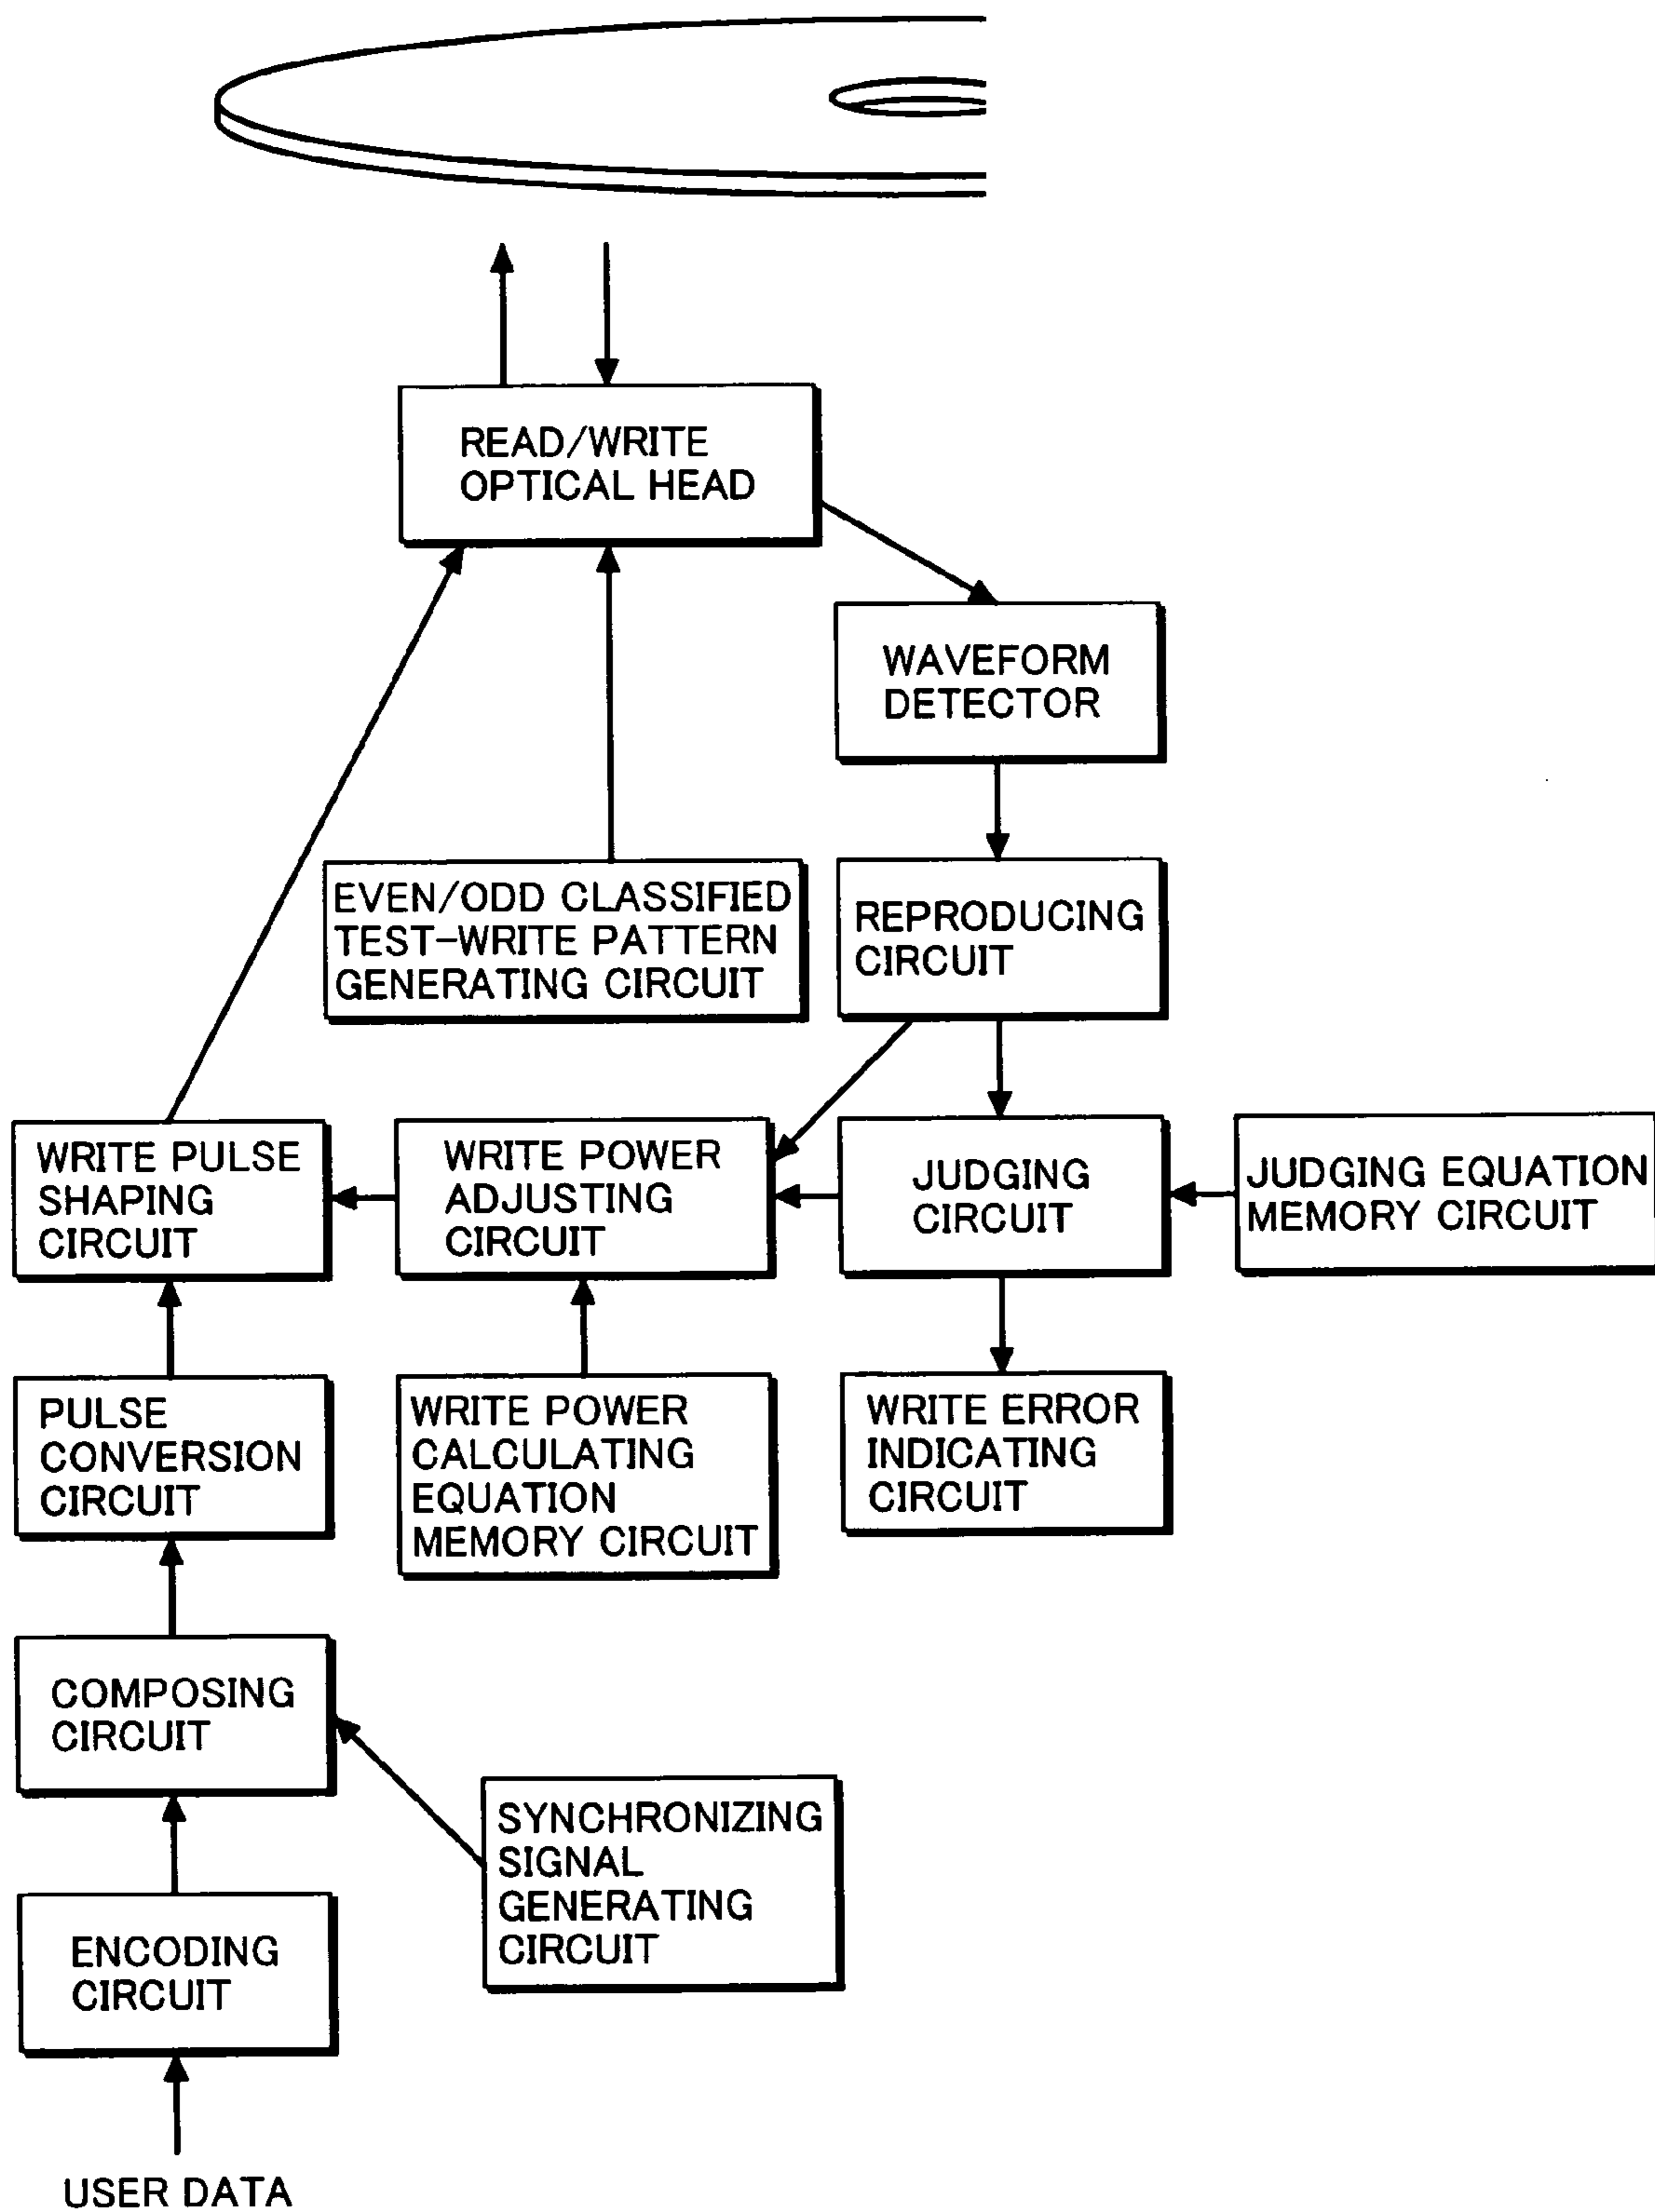 READ/WRITE
OPTICAL HEAD
WAVEFORM
DETECTOR
EVEN/ODD CLASSIFIED
TEST-WRITE PATTERN
GENERATING CIRCUIT
REPRODUCING
CIRCUIT
WRITE PULSE
SHAPING
CIRCUIT
WRITE POWER
ADJUSTING
CIRCUIT
JUDGING
CIRCUIT
JUDGING EQUATION
MEMORY CIRCUIT
PULSE
CONVERSION
CIRCUIT
WRITE POWER
CALCULATING
EQUATION
MEMORY CIRCUIT
WRITE ERROR
INDICATING
CIRCUIT
COMPOSING
CIRCUIT
SYNCHRONIZING
SIGNAL
GENERATING
CIRCUIT
ENCODING
CIRCUIT
USER DATA